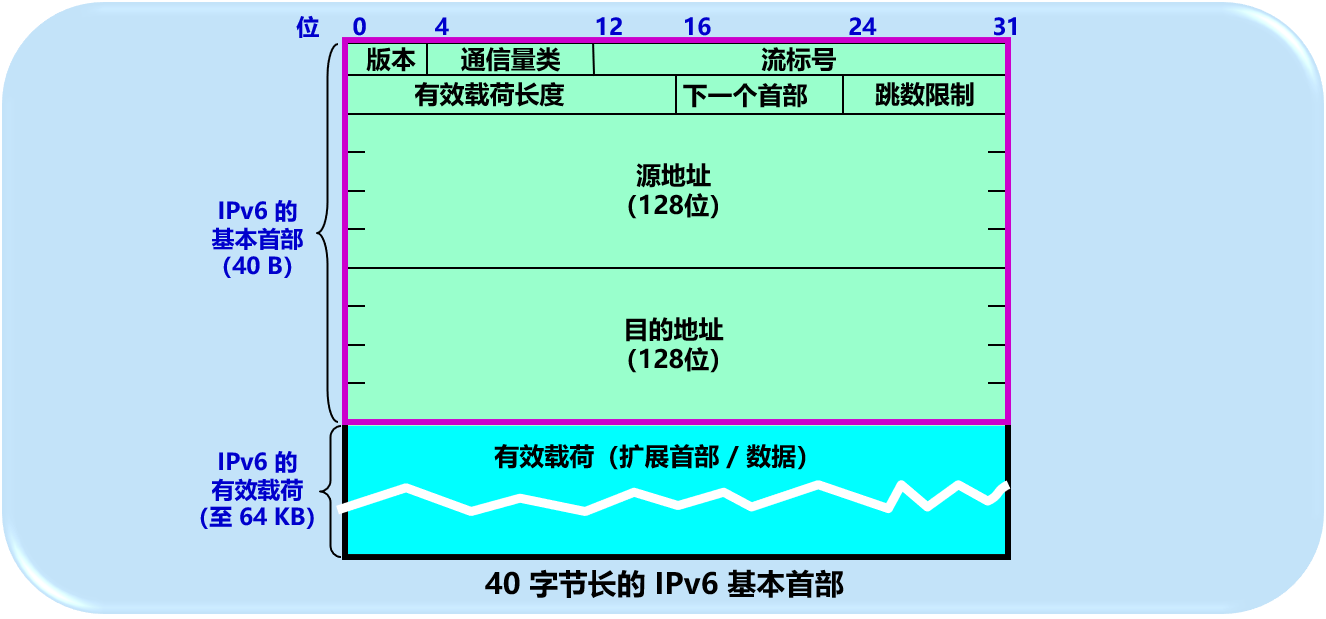 位 0 4 12 16 24 31
版本 通信量类 流标号
有效载荷长度 下一个首部 跳数限制
源地址
（128位）
IPv6 的
基本首部
（40 B）
目的地址
（128位）
有效载荷（扩展首部 / 数据）
IPv6 的
有效载荷
（至 64 KB）
40 字节长的 IPv6 基本首部